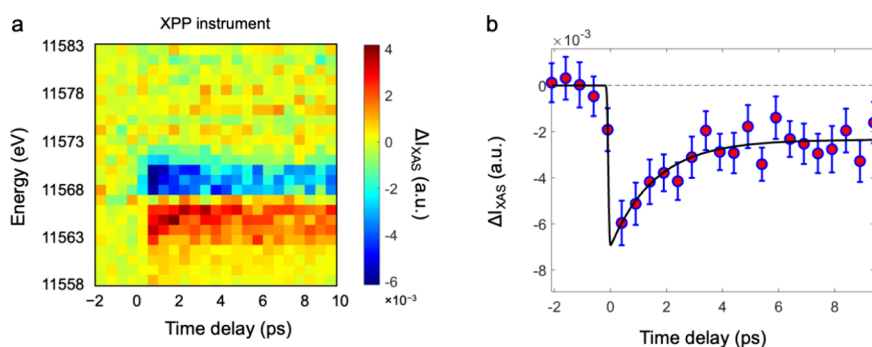 a
XPP instrument
11583
11578
11573
11568
11563
11558
Energy (eV)
−2 0 2 4 6 8 10
Time delay (ps)
4
2
0
-2
-4
-6
×10⁻³
ΔI_XAS (a.u.)
b
×10⁻³
0
-2
-4
-6
-8
ΔI_XAS (a.u.)
-2 0 2 4 6 8
Time delay (ps)